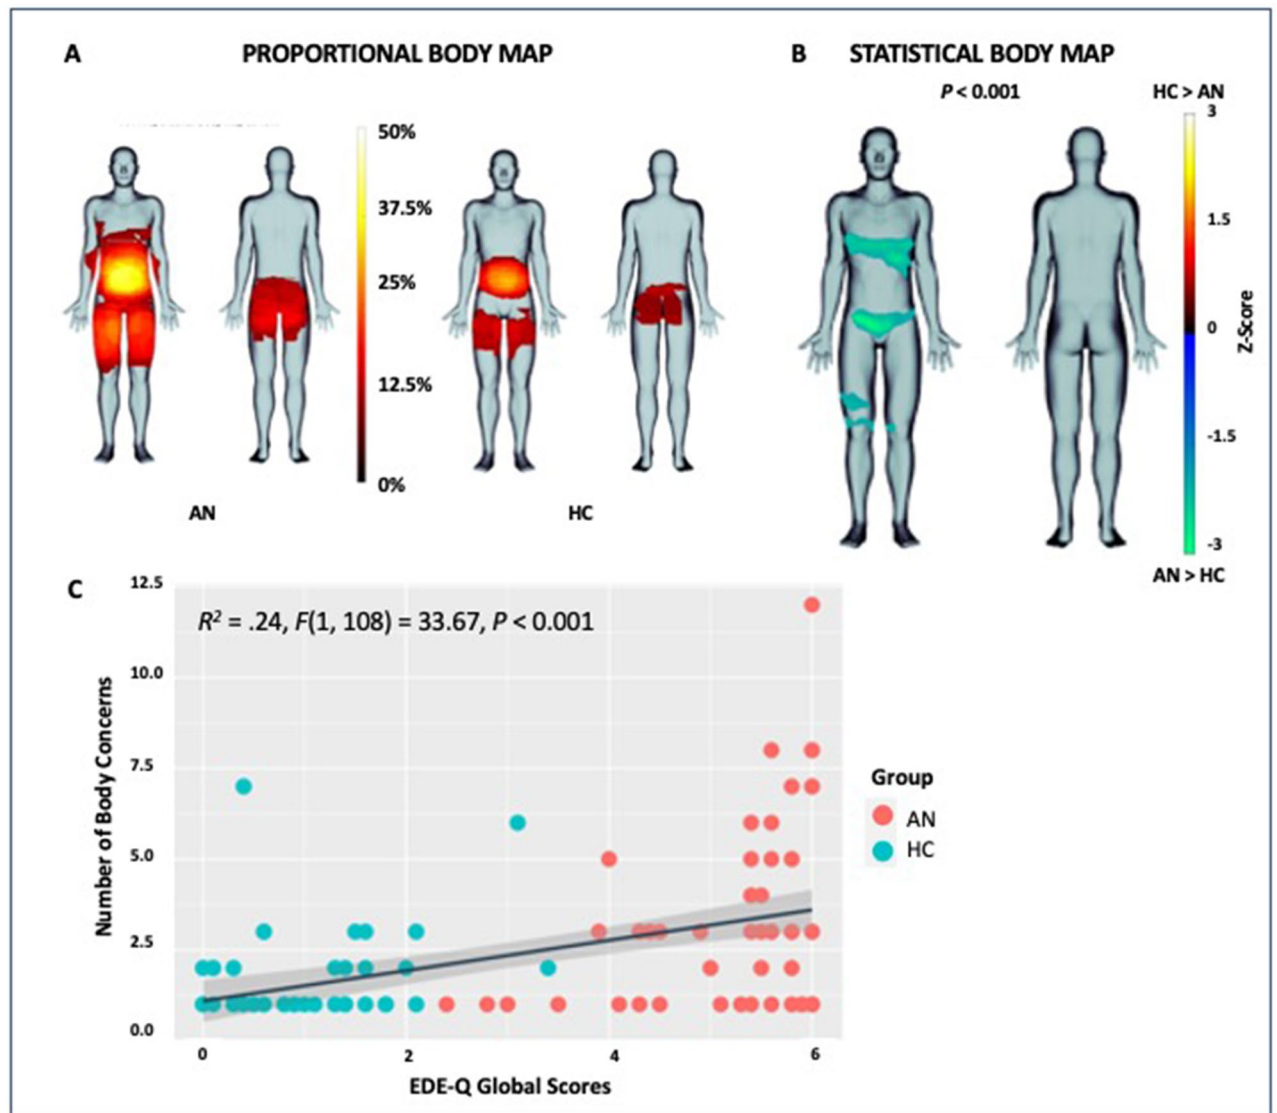 A
PROPORTIONAL BODY MAP
50%
37.5%
25%
12.5%
0%
AN
HC
B
STATISTICAL BODY MAP
P < 0.001
HC > AN
3
1.5
0
-1.5
-3
Z-Score
AN > HC
C
R² = .24, F(1, 108) = 33.67, P < 0.001
12.5
10.0
7.5
5.0
2.5
0.0
Number of Body Concerns
0
2
4
6
EDE-Q Global Scores
Group
AN
HC